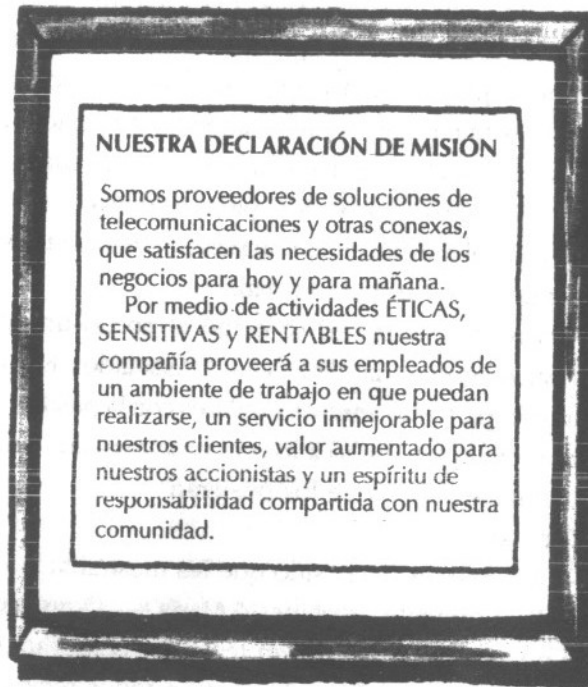 NUESTRA DECLARACIÓN DE MISIÓN
Somos proveedores de soluciones de
telecomunicaciones y otras conexas,
que satisfacen las necesidades de los
negocios para hoy y para mañana.
Por medio de actividades ÉTICAS,
SENSITIVAS y RENTABLES nuestra
compañía proveerá a sus empleados de
un ambiente de trabajo en que puedan
realizarse, un servicio inmejorable para
nuestros clientes, valor aumentado para
nuestros accionistas y un espíritu de
responsabilidad compartida con nuestra
comunidad.